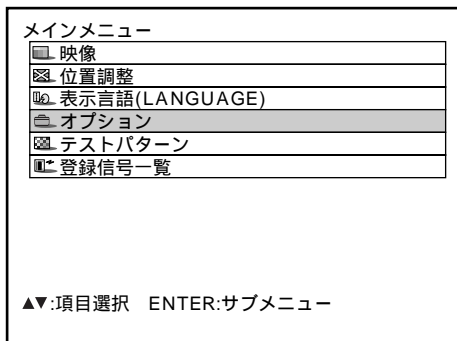 メインメニュー
映像
位置調整
表示言語(LANGUAGE)
オプション
テストパターン
登録信号一覧
▲▼:項目選択 ENTER:サブメニュー